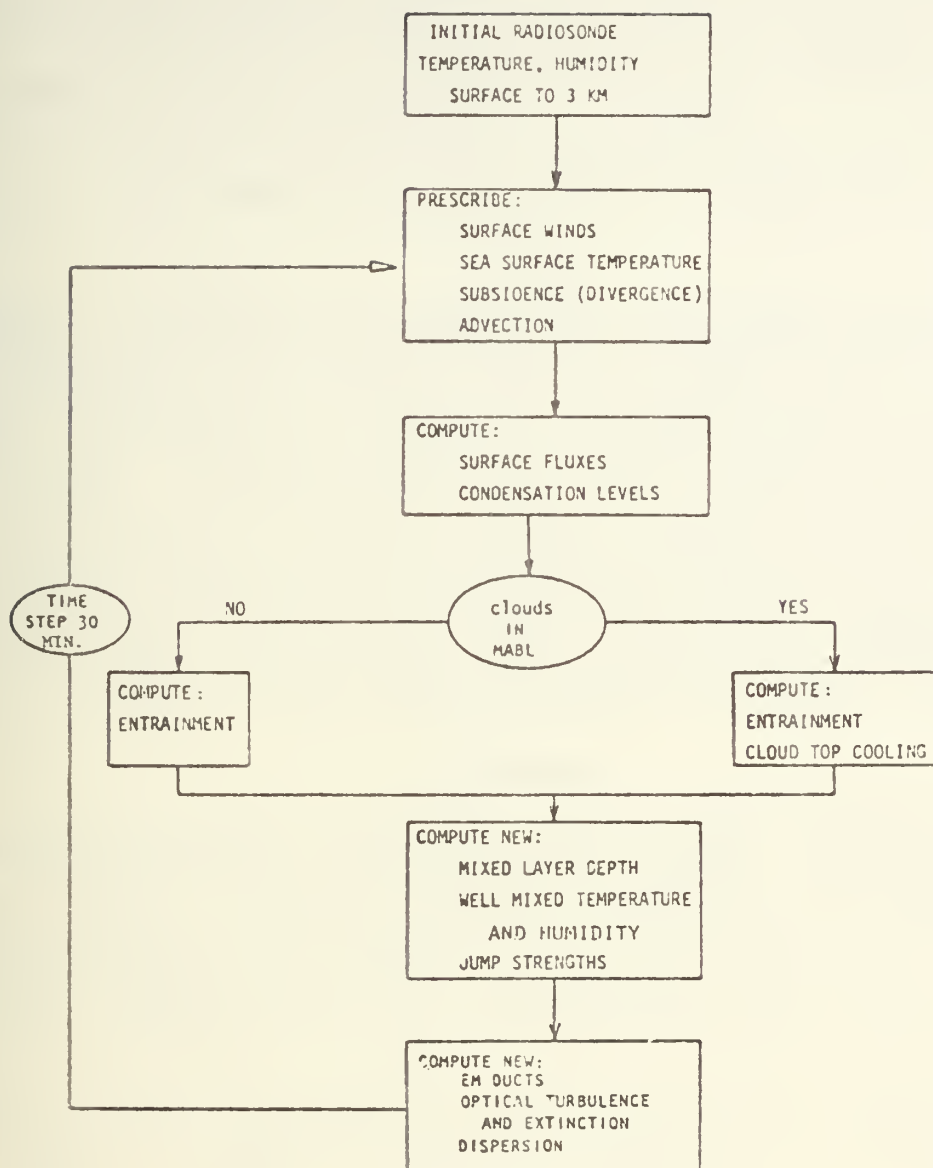 INITIAL RADIOSONDE
TEMPERATURE, HUMIDITY
SURFACE TO 3 KM
PRESCRIBE:
SURFACE WINDS
SEA SURFACE TEMPERATURE
SUBSIDENCE (DIVERGENCE)
ADVECTION
COMPUTE:
SURFACE FLUXES
CONDENSATION LEVELS
TIME
STEP 30
MIN.
NO
clouds
IN
MABL
YES
COMPUTE:
ENTRAINMENT
COMPUTE:
ENTRAINMENT
CLOUD TOP COOLING
COMPUTE NEW:
MIXED LAYER DEPTH
WELL MIXED TEMPERATURE
AND HUMIDITY
JUMP STRENGTHS
COMPUTE NEW:
EM DUCTS
OPTICAL TURBULENCE
AND EXTINCTION
DISPERSION